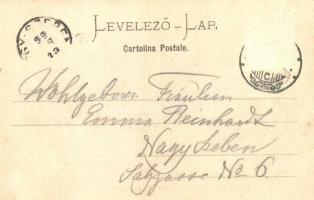 LEVELEZŐ-LAP.
Cartolina Postale.
Wohlgeboren Fräulein
Emma Reinhardt
Nagy Szeben
Salzgasse No 6.